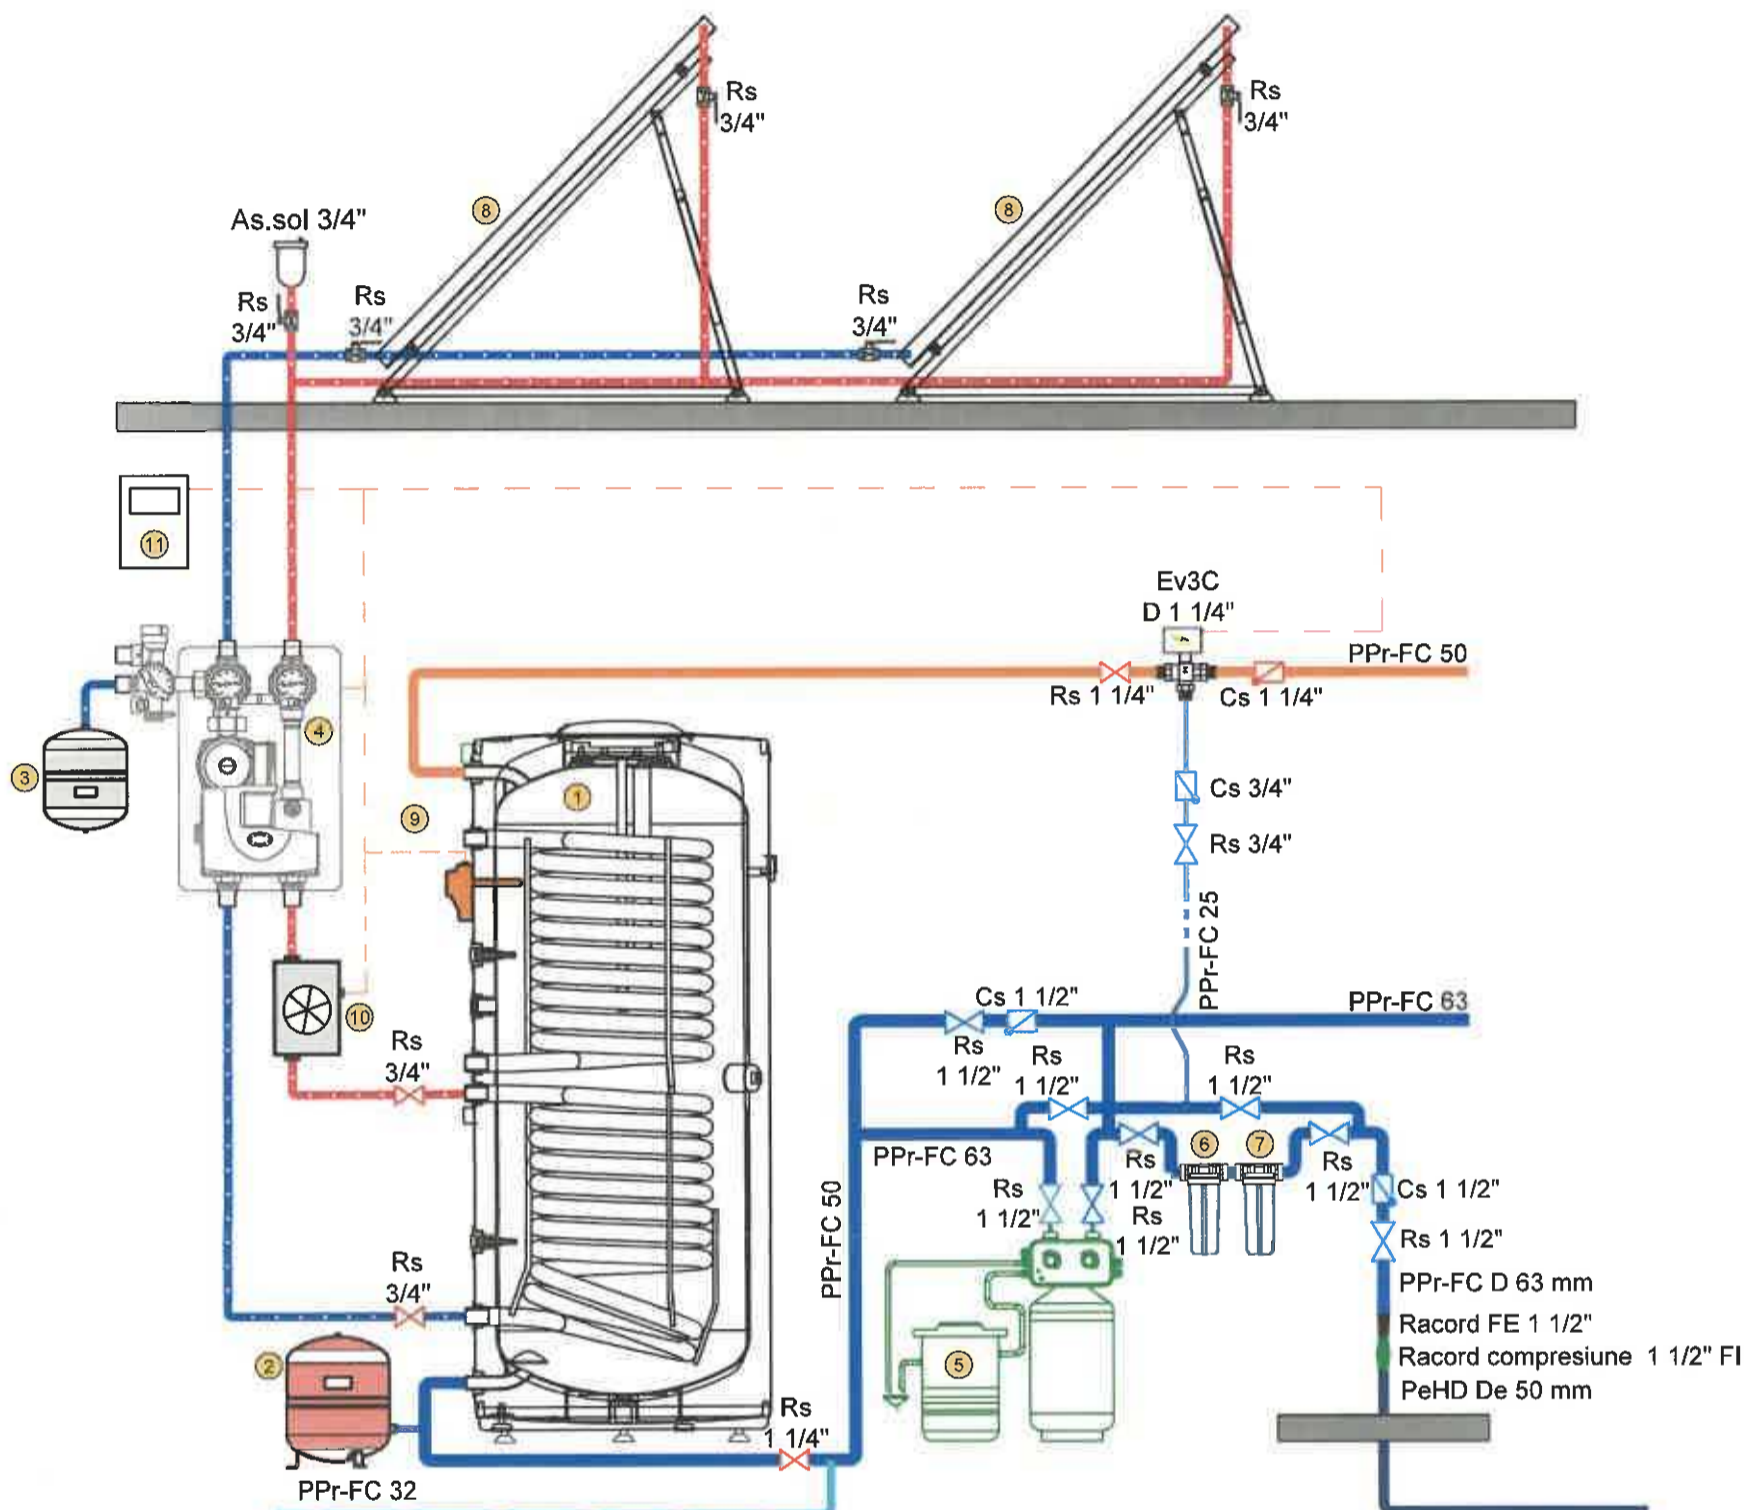 Rs
3/4"
Rs
3/4"
8
8
As.sol 3/4"
Rs
3/4"
Rs
3/4"
Rs
3/4"
11
Ev3C
D 1 1/4"
PPr-FC 50
Rs 1 1/4"
Cs 1 1/4"
4
3
1
9
Cs 3/4"
Rs 3/4"
PPr-FC 25
10
Cs 1 1/2"
PPr-FC 63
Rs
3/4"
Rs
1 1/2"
Rs
1 1/2"
Rs
1 1/2"
6
7
PPr-FC 63
Rs
1 1/2"
Rs
1 1/2"
Rs
1 1/2"
Rs
1 1/2"
Cs 1 1/2"
PPr-FC 50
Rs 1 1/2"
Rs
3/4"
PPr-FC D 63 mm
Racord FE 1 1/2"
Racord compresiune 1 1/2" FI
PeHD De 50 mm
2
5
Rs
1 1/4"
PPr-FC 32